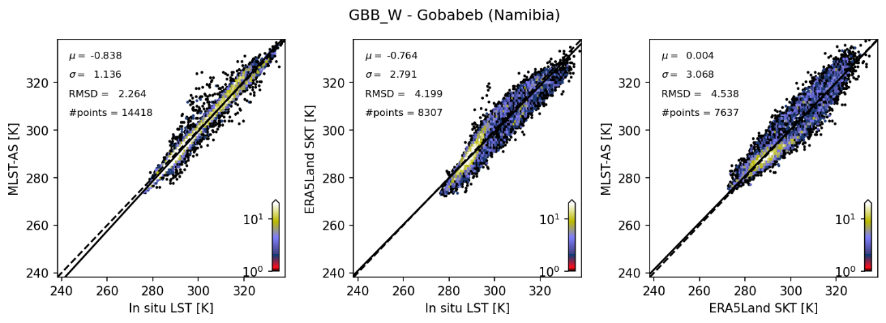 GBB_W - Gobabeb (Namibia)
μ = -0.838
σ = 1.136
RMSD = 2.264
#points = 14418
MLST-AS [K]
320
300
280
260
240
240 260 280 300 320
In situ LST [K]
10¹
10⁰
μ = -0.764
σ = 2.791
RMSD = 4.199
#points = 8307
ERA5Land SKT [K]
320
300
280
260
240
240 260 280 300 320
In situ LST [K]
10¹
10⁰
μ = 0.004
σ = 3.068
RMSD = 4.538
#points = 7637
MLST-AS [K]
320
300
280
260
240
240 260 280 300 320
ERA5Land SKT [K]
10¹
10⁰